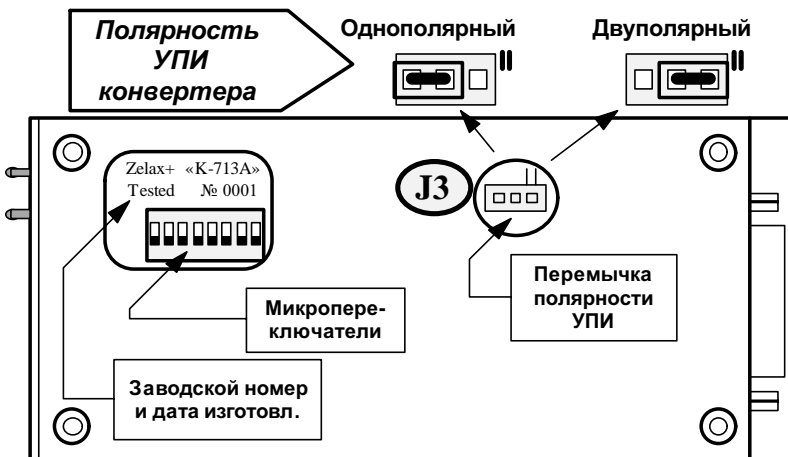 Полярность
УПИ
конвертера
Однополярный
Двуполярный
Zelax+ «К-713А»
Tested № 0001
J3
Перемычка
полярности
УПИ
Микропере-
ключатели
Заводской номер
и дата изготовл.